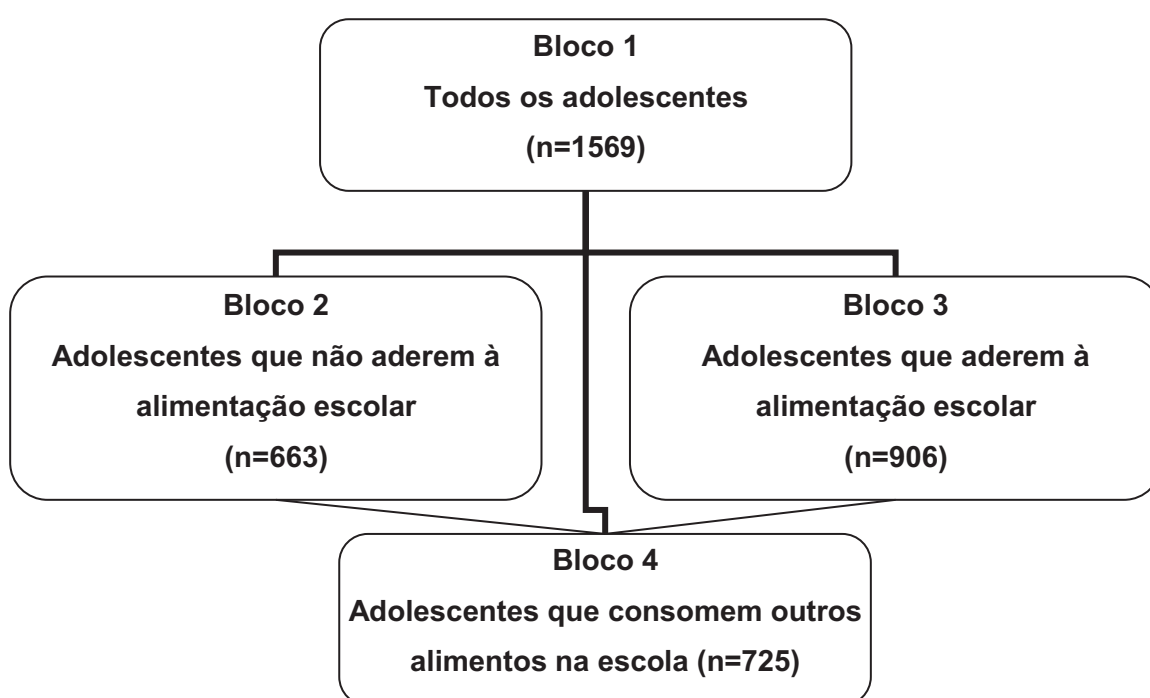 Bloco 1
Todos os adolescentes
(n=1569)
Bloco 2
Adolescentes que não aderem à
alimentação escolar
(n=663)
Bloco 3
Adolescentes que aderem à
alimentação escolar
(n=906)
Bloco 4
Adolescentes que consomem outros
alimentos na escola (n=725)